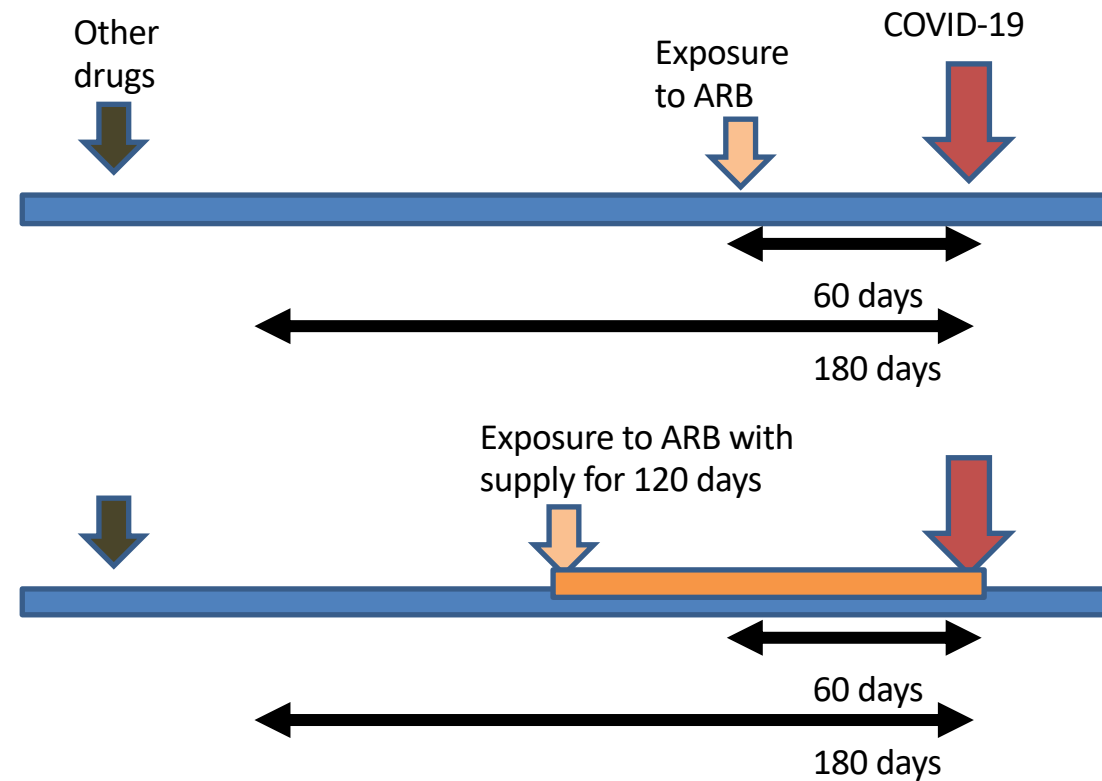 Other
drugs
Exposure
to ARB
COVID-19
60 days
180 days
Exposure to ARB with
supply for 120 days
60 days
180 days